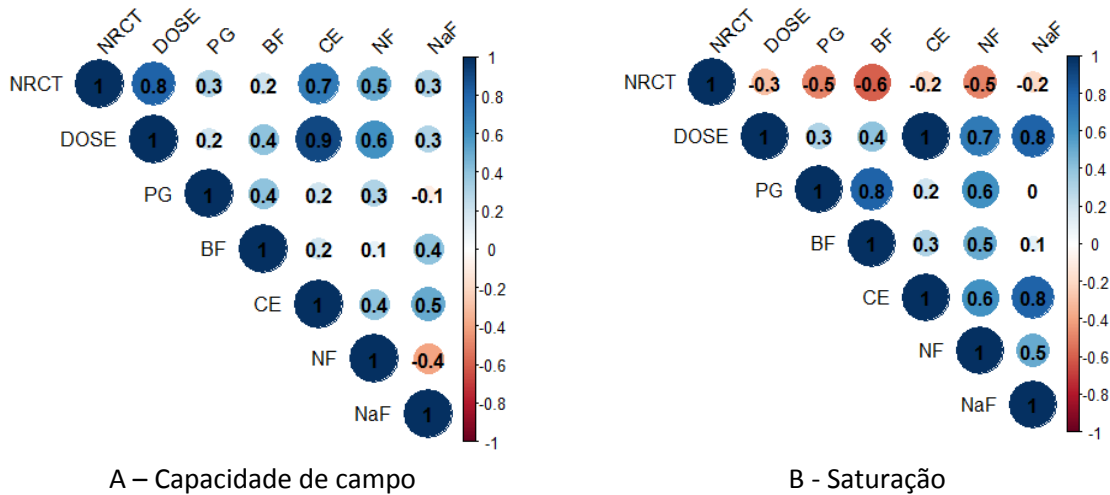 NRCT DOSE PG BF CE NF NaF
NRCT 1 0.8 0.3 0.2 0.7 0.5 0.3
DOSE 1 0.2 0.4 0.9 0.6 0.3
PG 1 0.4 0.2 0.3 -0.1
BF 1 0.2 0.1 0.4
CE 1 0.4 0.5
NF 1 -0.4
NaF 1
1
0.8
0.6
0.4
0.2
0
-0.2
-0.4
-0.6
-0.8
-1
A – Capacidade de campo
NRCT DOSE PG BF CE NF NaF
NRCT 1 -0.3 -0.5 -0.6 -0.2 -0.5 -0.2
DOSE 1 0.3 0.4 1 0.7 0.8
PG 1 0.8 0.2 0.6 0
BF 1 0.3 0.5 0.1
CE 1 0.6 0.8
NF 1 0.5
NaF 1
1
0.8
0.6
0.4
0.2
0
-0.2
-0.4
-0.6
-0.8
-1
B - Saturação